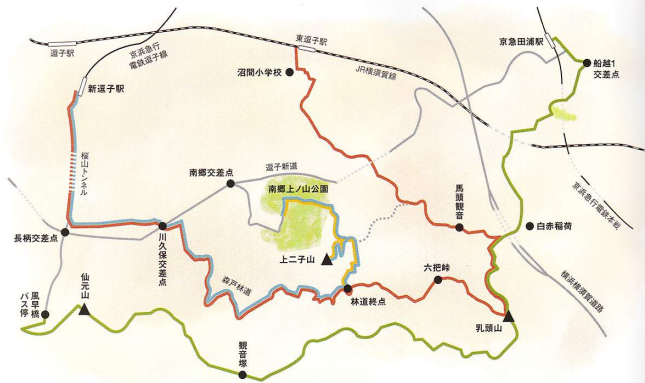 逗子駅
京浜急行
電鉄逗子線
新逗子駅
東逗子駅
沼間小学校
JR横須賀線
京急田浦駅
船越1
交差点
桜山トンネル
南郷交差点
逗子新道
南郷上ノ山公園
馬頭観音
京浜急行電鉄本戦
白赤稲荷
長柄交差点
川久保交差点
上二子山
六把峠
横浜横須賀道路
仙元山
風早橋
バス停
森戸林道
林道終点
乳頭山
観音塚